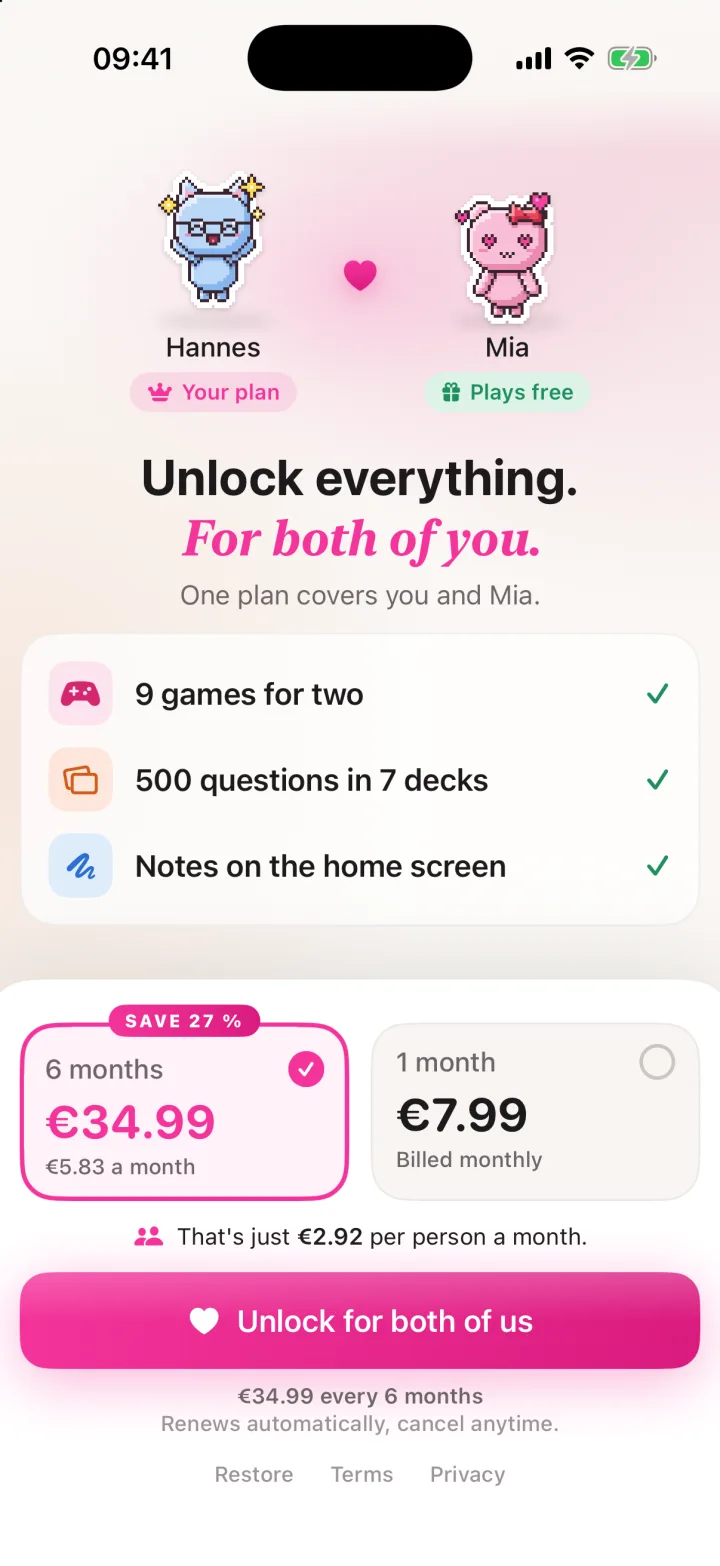 09:41
Hannes
Mia
Your plan
Plays free
Unlock everything.
For both of you.
One plan covers you and Mia.
9 games for two
500 questions in 7 decks
Notes on the home screen
SAVE 27 %
6 months
€34.99
€5.83 a month
1 month
€7.99
Billed monthly
That's just €2.92 per person a month.
Unlock for both of us
€34.99 every 6 months
Renews automatically, cancel anytime.
Restore Terms Privacy